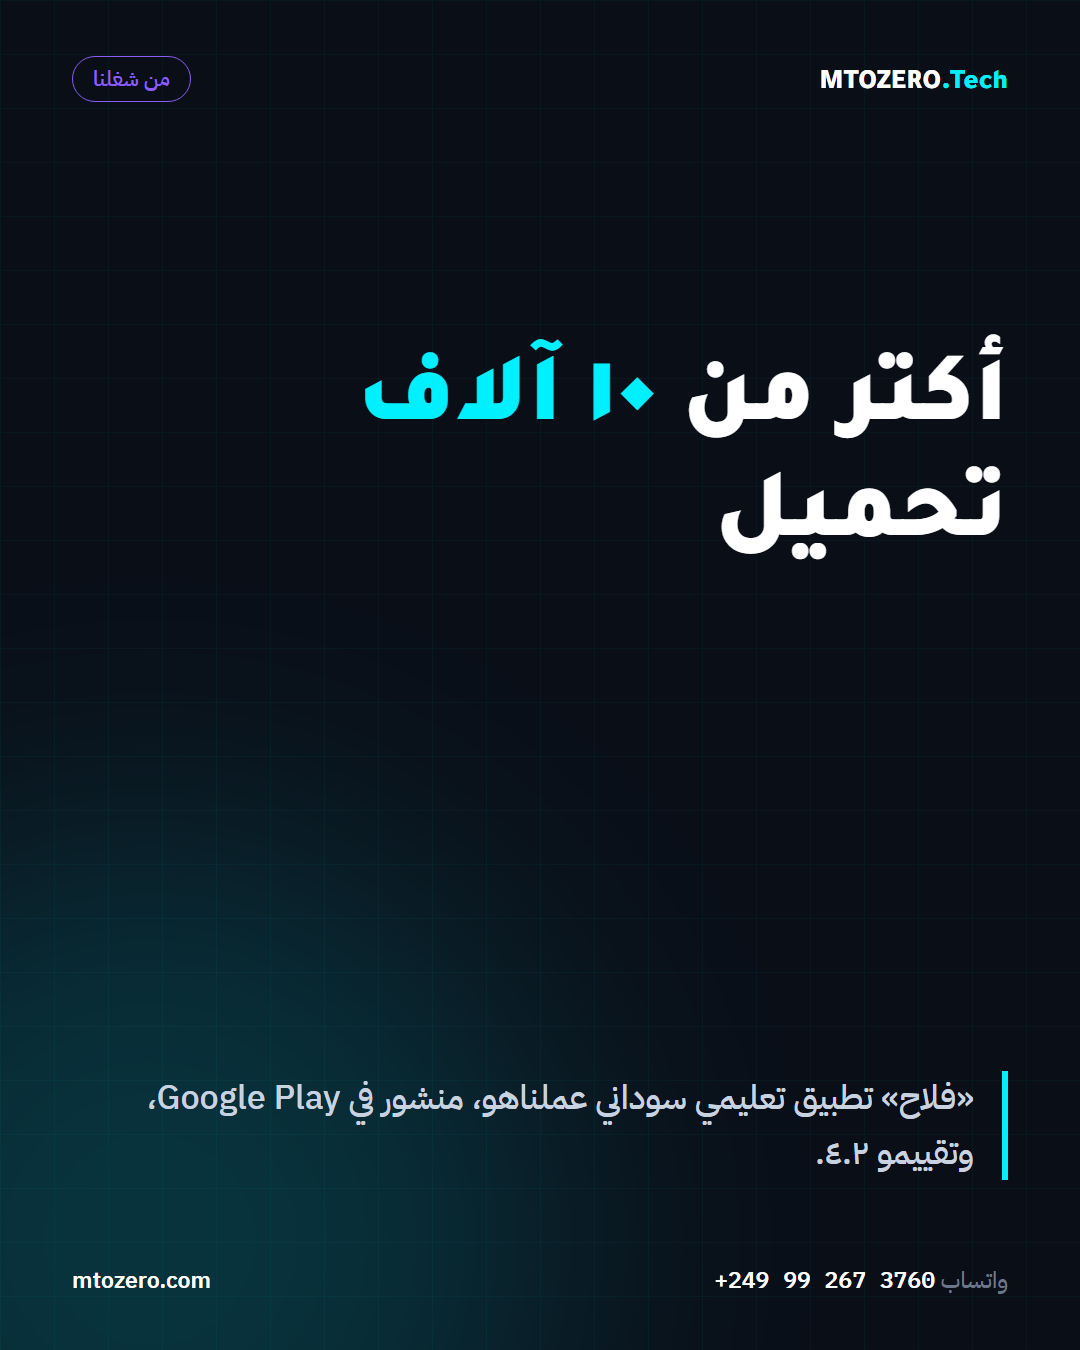 MTOZERO.Tech
من شغلنا
أكتر من ١٠ آلاف
تحميل
«فلاح» تطبيق تعليمي سوداني عملناهو، منشور في Google Play،
وتقييمو ٤.٢.
واتساب +249 99 267 3760
mtozero.com